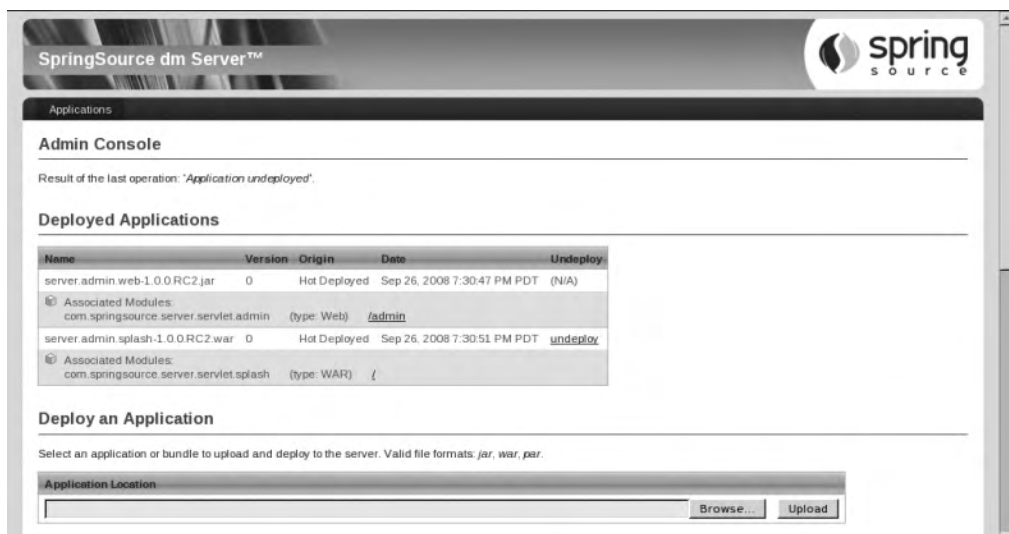 SpringSource dm Server™
spring
source
Applications
Admin Console
Result of the last operation: 'Application undeployed'.
Deployed Applications
Name Version Origin Date Undeploy
server.admin.web-1.0.0.RC2.jar 0 Hot Deployed Sep 26, 2008 7:30:47 PM PDT (N/A)
Associated Modules:
com.springsource.server.servlet.admin (type: Web) /admin
server.admin.splash-1.0.0.RC2.war 0 Hot Deployed Sep 26, 2008 7:30:51 PM PDT undeploy
Associated Modules:
com.springsource.server.servlet.splash (type: WAR) /
Deploy an Application
Select an application or bundle to upload and deploy to the server. Valid file formats: jar, war, par.
Application Location
Browse... Upload